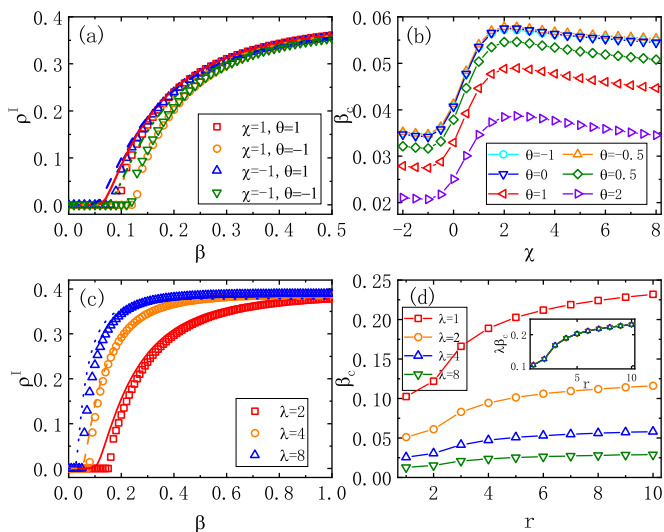 (a)
ρ^I
0.4
0.3
0.2
0.1
0.0
χ=1, θ=1
χ=1, θ=-1
χ=-1, θ=1
χ=-1, θ=-1
0.0 0.1 0.2 0.3 0.4 0.5
β
(b)
β_c
0.06
0.05
0.04
0.03
0.02
θ=-1 θ=-0.5
θ=0 θ=0.5
θ=1 θ=2
-2 0 2 4 6 8
χ
(c)
ρ^I
0.4
0.3
0.2
0.1
0.0
λ=2
λ=4
λ=8
0.0 0.2 0.4 0.6 0.8 1.0
β
(d)
β_c
0.25
0.20
0.15
0.10
0.05
0.00
λ=1
λ=2
λ=4
λ=8
λβ_c
0.2
0.1
5 10
r
2 4 6 8 10
r